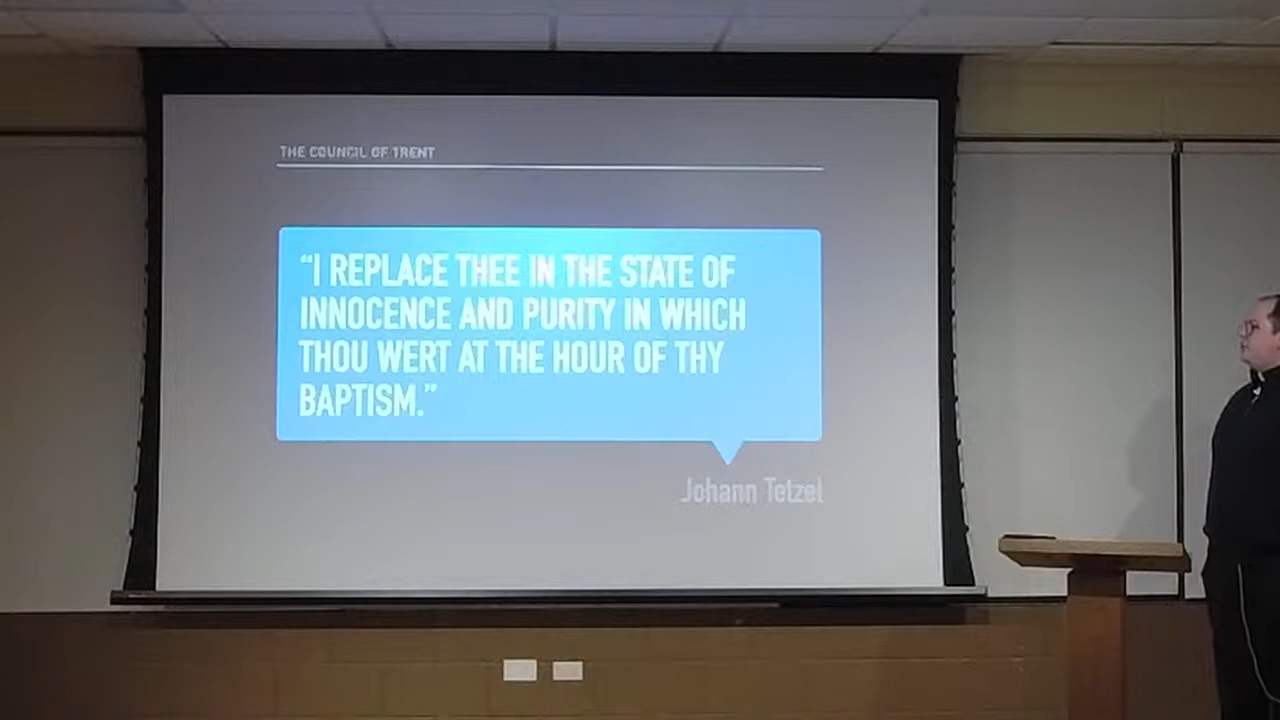 THE COUNCIL OF TRENT
“I REPLACE THEE IN THE STATE OF
INNOCENCE AND PURITY IN WHICH
THOU WERT AT THE HOUR OF THY
BAPTISM.”
Johann Tetzel